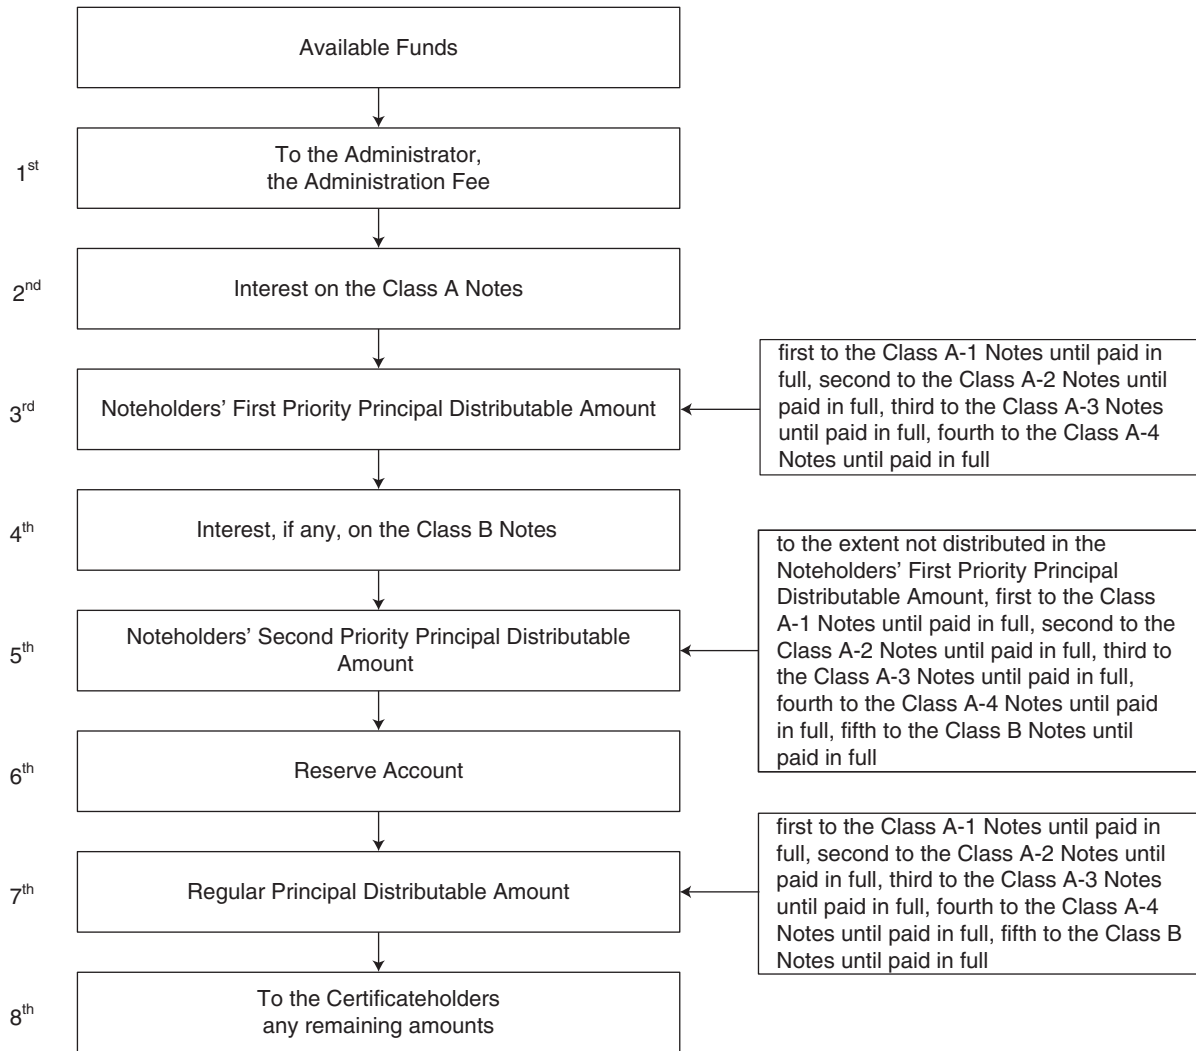 Available Funds
1st
To the Administrator,
the Administration Fee
2nd
Interest on the Class A Notes
3rd
Noteholders’ First Priority Principal Distributable Amount
first to the Class A-1 Notes until paid in
full, second to the Class A-2 Notes until
paid in full, third to the Class A-3 Notes
until paid in full, fourth to the Class A-4
Notes until paid in full
4th
Interest, if any, on the Class B Notes
5th
Noteholders’ Second Priority Principal Distributable
Amount
to the extent not distributed in the
Noteholders’ First Priority Principal
Distributable Amount, first to the Class
A-1 Notes until paid in full, second to the
Class A-2 Notes until paid in full, third to
the Class A-3 Notes until paid in full,
fourth to the Class A-4 Notes until paid
in full, fifth to the Class B Notes until
paid in full
6th
Reserve Account
7th
Regular Principal Distributable Amount
first to the Class A-1 Notes until paid in
full, second to the Class A-2 Notes until
paid in full, third to the Class A-3 Notes
until paid in full, fourth to the Class A-4
Notes until paid in full, fifth to the Class B
Notes until paid in full
8th
To the Certificateholders
any remaining amounts